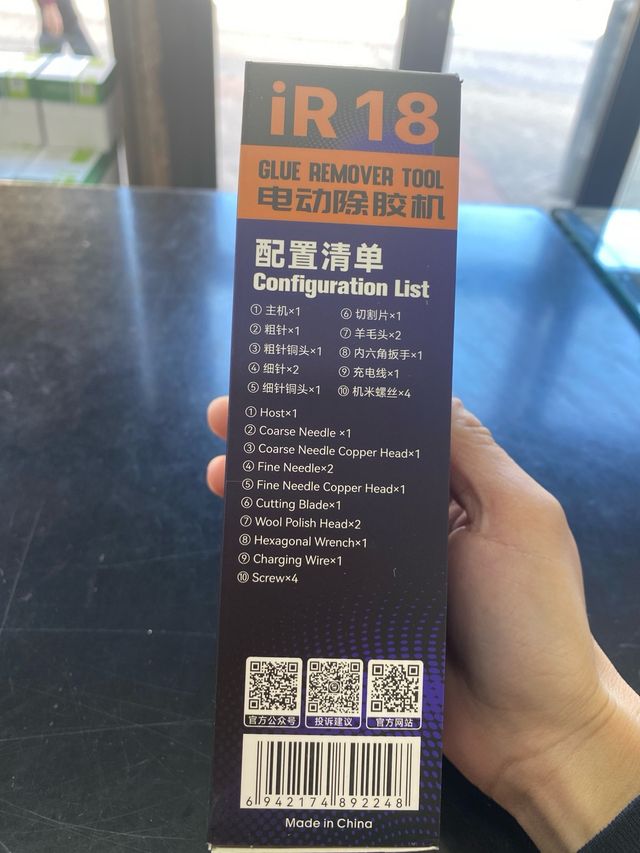 iR 18
GLUE REMOVER TOOL
电动除胶机
配置清单
Configuration List
① 主机×1
② 粗针×1
③ 粗针铜头×1
④ 细针×2
⑤ 细针铜头×1
⑥ 切割片×1
⑦ 羊毛头×2
⑧ 内六角扳手×1
⑨ 充电线×1
⑩ 机米螺丝×4
① Host×1
② Coarse Needle ×1
③ Coarse Needle Copper Head×1
④ Fine Needle×2
⑤ Fine Needle Copper Head×1
⑥ Cutting Blade×1
⑦ Wool Polish Head×2
⑧ Hexagonal Wrench×1
⑨ Charging Wire×1
⑩ Screw×4
官方公众号 投诉建议 官方网站
6 942174 892248
Made in China